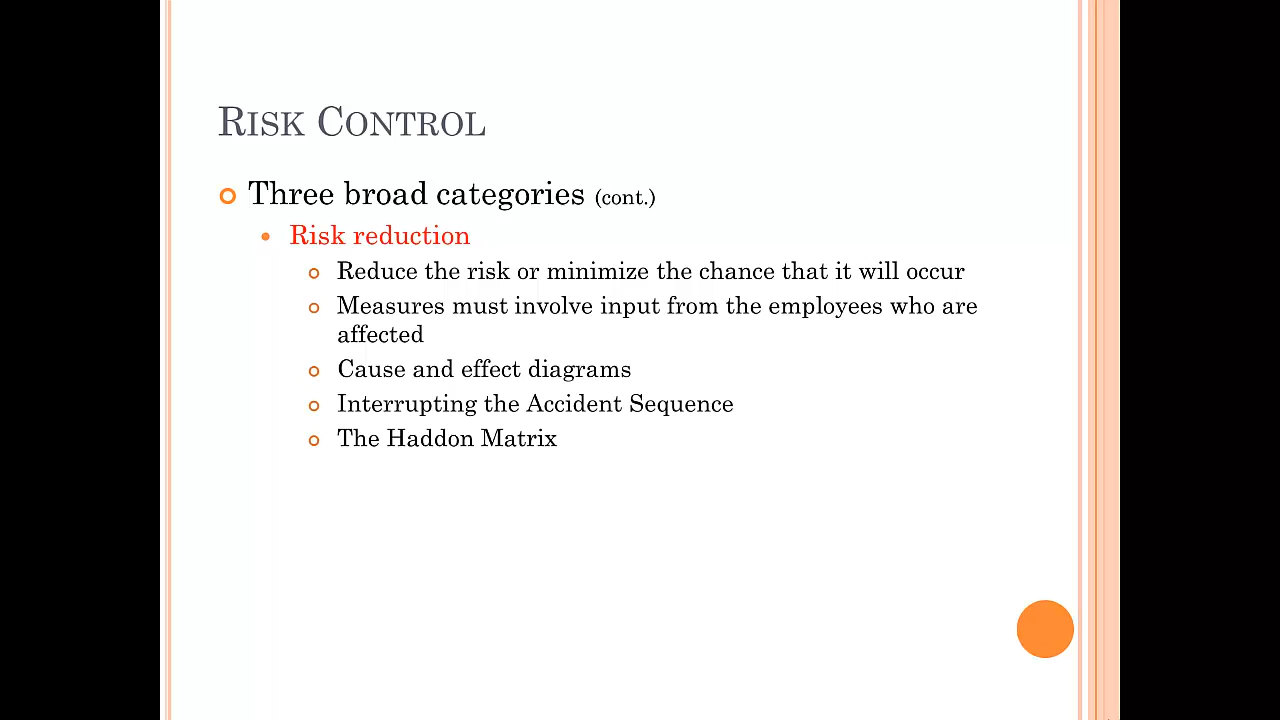 RISK CONTROL
Three broad categories (cont.)
Risk reduction
Reduce the risk or minimize the chance that it will occur
Measures must involve input from the employees who are
affected
Cause and effect diagrams
Interrupting the Accident Sequence
The Haddon Matrix